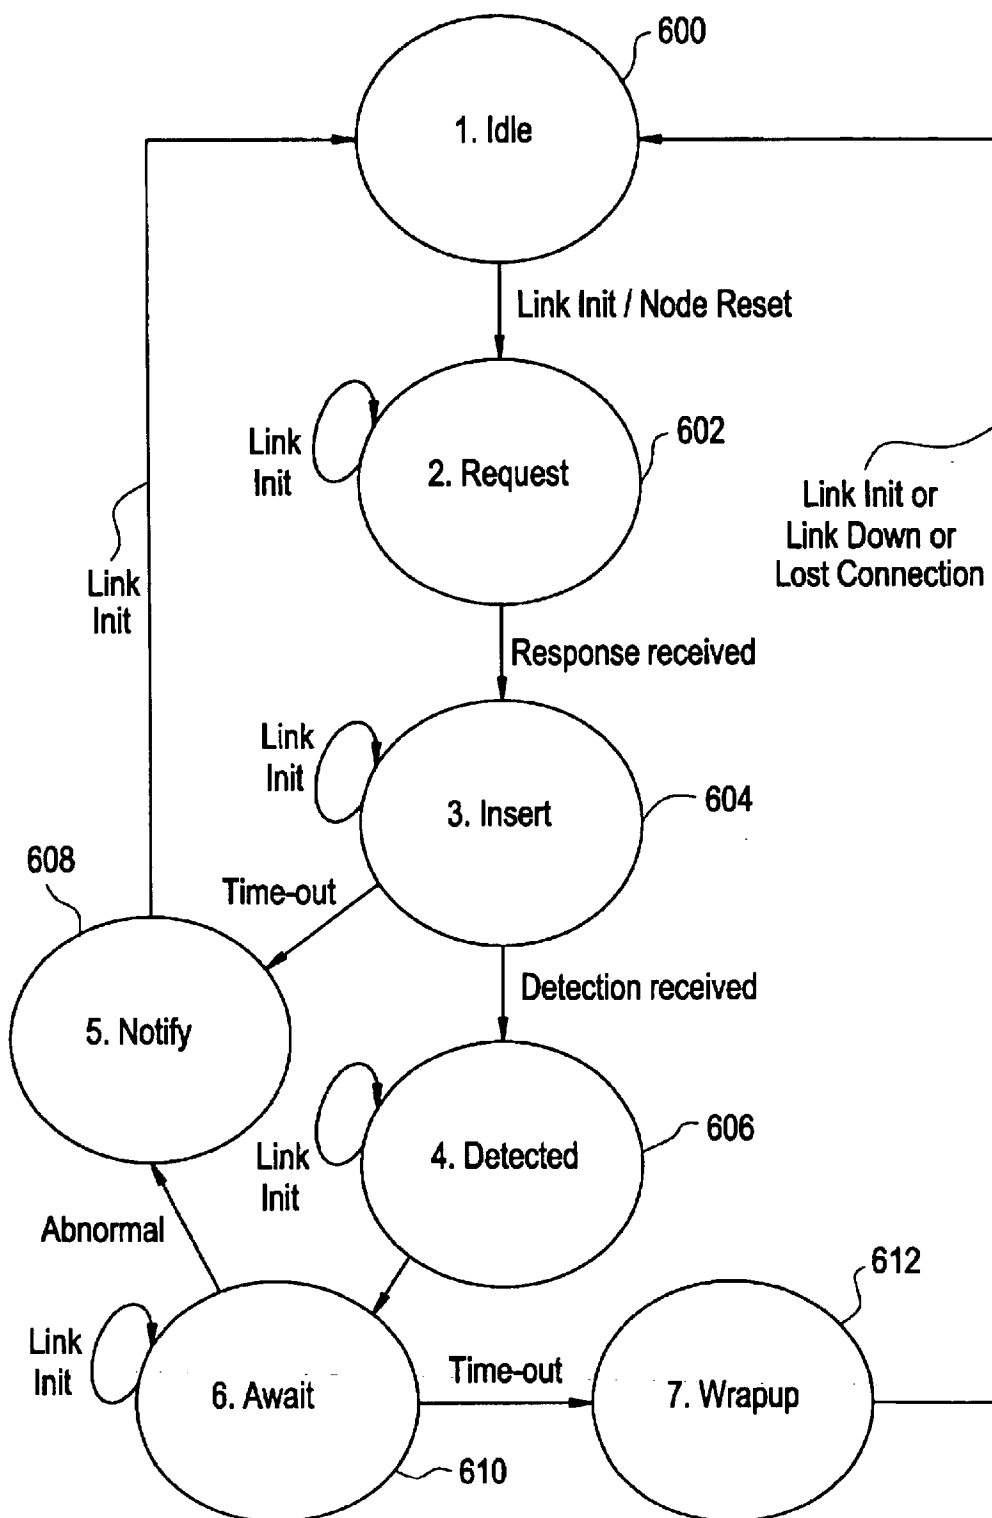 600
1. Idle
Link Init / Node Reset
Link
Init
602
2. Request
Link Init or
Link Down or
Lost Connection
Link
Init
Response received
Link
Init
604
3. Insert
608
Time-out
Detection received
5. Notify
606
4. Detected
Link
Init
Abnormal
612
Link
Init
6. Await
Time-out
7. Wrapup
610